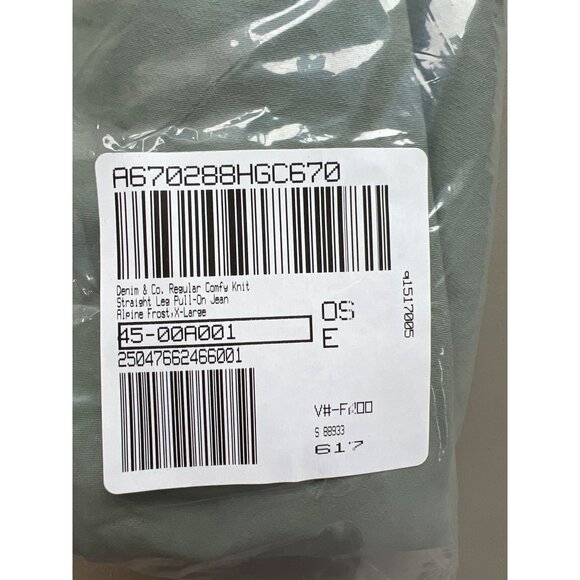 A670288HGC670
Denim & Co. Regular Comfy Knit
Straight Leg Pull-On Jean
Alpine Frost,X-Large
45-00A001
25047662466001
OS
E
V#-F200
S 88933
617
91517005